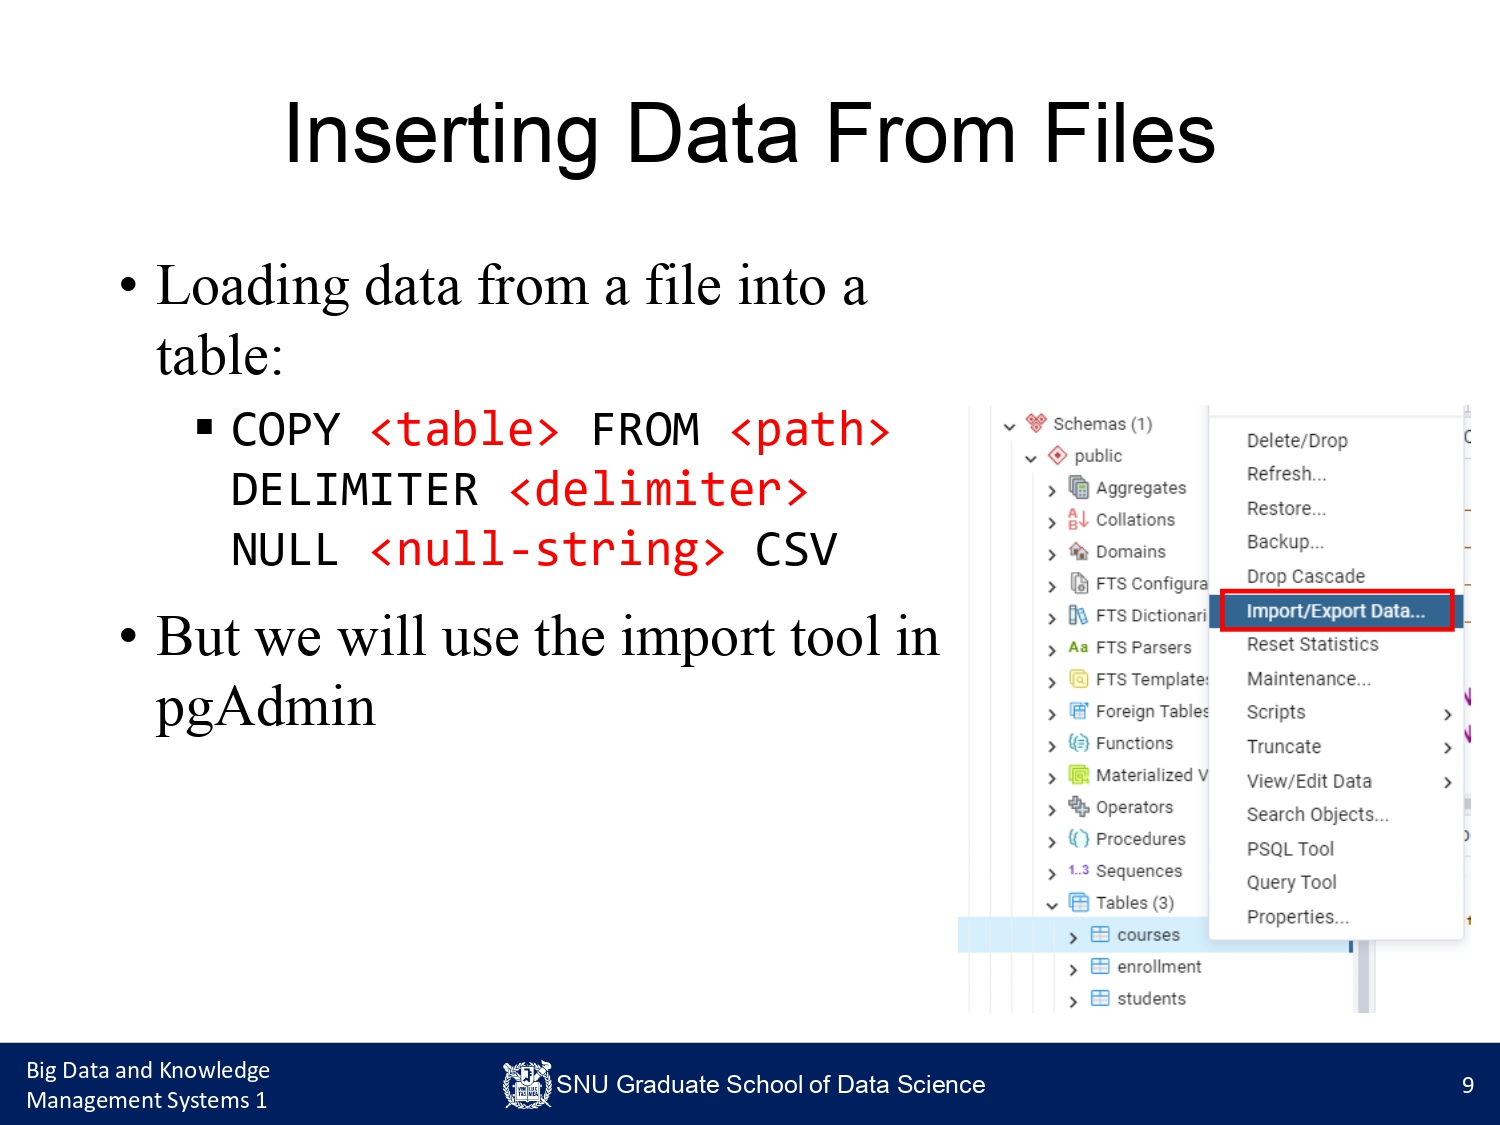 Inserting Data From Files
• Loading data from a file into a
table:
▪ COPY <table> FROM <path>
DELIMITER <delimiter>
NULL <null-string> CSV
• But we will use the import tool in
pgAdmin
Schemas (1)
public
Aggregates
Collations
Domains
FTS Configura
FTS Dictionari
Aa FTS Parsers
FTS Templates
Foreign Tables
Functions
Materialized V
Operators
Procedures
1..3 Sequences
Tables (3)
courses
enrollment
students
Delete/Drop
Refresh...
Restore...
Backup...
Drop Cascade
Import/Export Data...
Reset Statistics
Maintenance...
Scripts
Truncate
View/Edit Data
Search Objects...
PSQL Tool
Query Tool
Properties...
Big Data and Knowledge
Management Systems 1
SNU Graduate School of Data Science
9